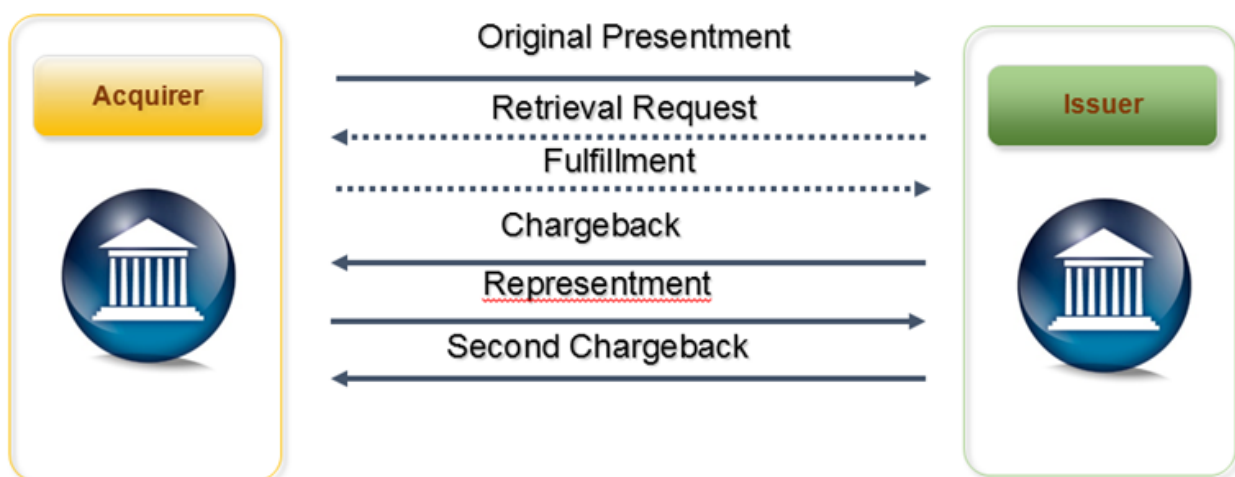 Original Presentment
Acquirer
Retrieval Request
Issuer
Fulfillment
Chargeback
Representment
Second Chargeback